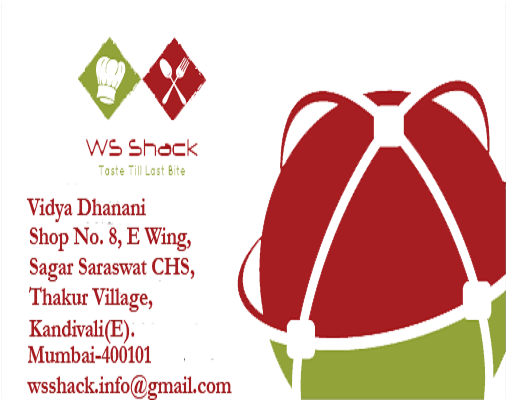 WS Shack
Taste Till Last Bite
Vidya Dhanani
Shop No. 8, E Wing,
Sagar Saraswat CHS,
Thakur Village,
Kandivali(E).
Mumbai-400101
wsshack.info@gmail.com